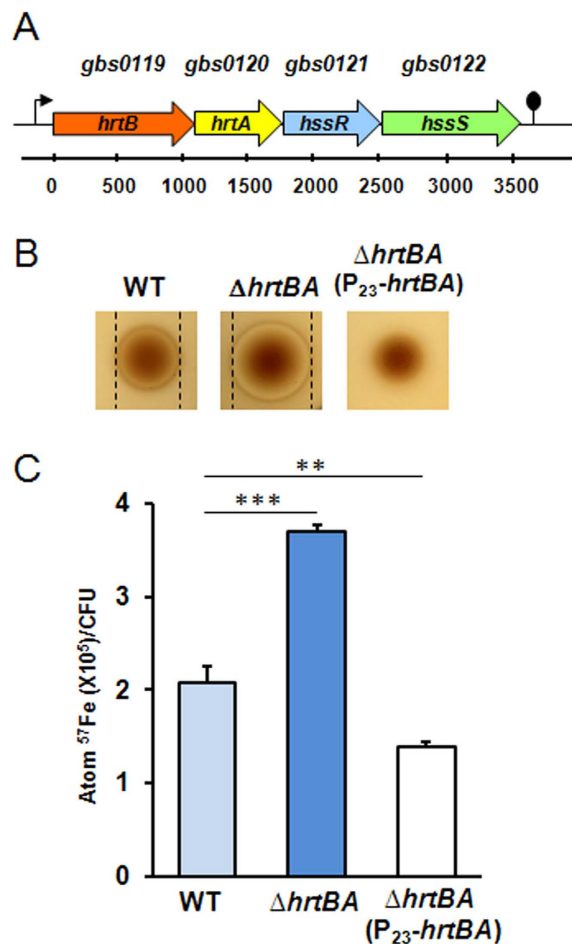 A
gbs0119 gbs0120 gbs0121 gbs0122
hrtB hrtA hssR hssS
0 500 1000 1500 2000 2500 3000 3500
B
WT ΔhrtBA ΔhrtBA
(P₂₃-hrtBA)
C
**
***
Atom ⁵⁷Fe (X10⁵)/CFU
4
3
2
1
0
WT ΔhrtBA ΔhrtBA
(P₂₃-hrtBA)